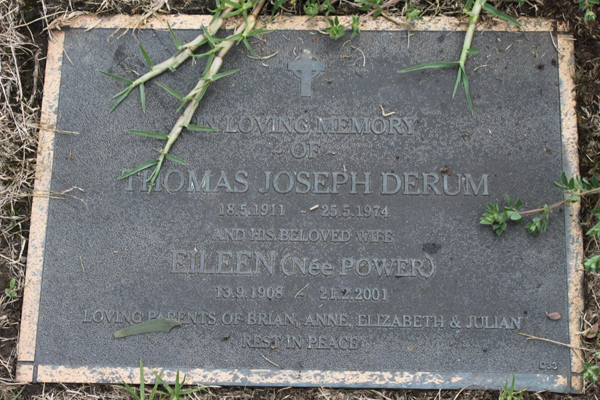 IN LOVING MEMORY
- OF -
THOMAS JOSEPH DERUM
18.5.1911 - 25.5.1974
AND HIS BELOVED WIFE
EILEEN (Née POWER)
13.9.1908 - 21.2.2001
LOVING PARENTS OF BRIAN, ANNE, ELIZABETH & JULIAN
REST IN PEACE